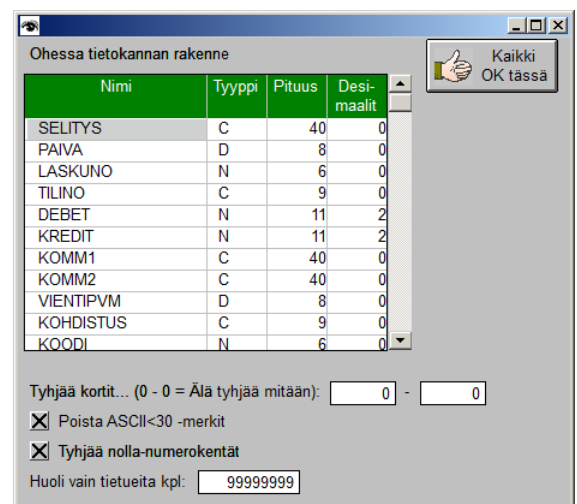 Ohessa tietokannan rakenne
Kaikki
OK tässä
Nimi Tyyppi Pituus Desi-
maalit
SELITYS C 40 0
PAIVA D 8 0
LASKUNO N 6 0
TILINO C 9 0
DEBET N 11 2
KREDIT N 11 2
KOMM1 C 40 0
KOMM2 C 40 0
VIENTIPVM D 8 0
KOHDISTUS C 9 0
KOODI N 6 0
Tyhjää kortit... (0 - 0 = Älä tyhjää mitään): 0 - 0
Poista ASCII<30 -merkit
Tyhjää nolla-numerokentät
Huoli vain tietueita kpl: 99999999